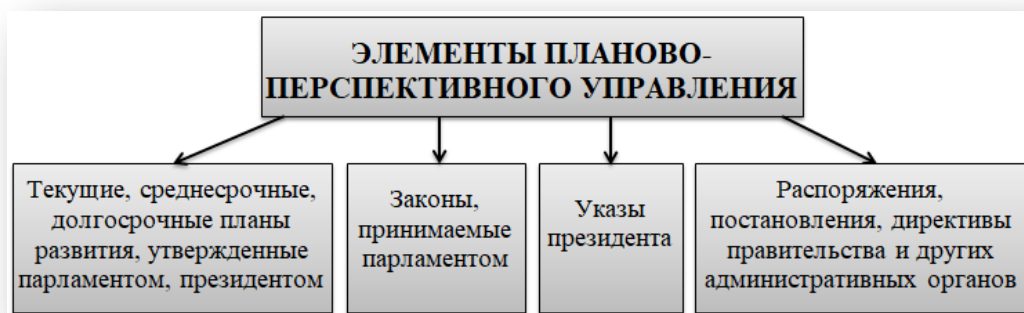 ЭЛЕМЕНТЫ ПЛАНОВО-
ПЕРСПЕКТИВНОГО УПРАВЛЕНИЯ
Текущие, среднесрочные,
долгосрочные планы
развития, утвержденные
парламентом, президентом
Законы,
принимаемые
парламентом
Указы
президента
Распоряжения,
постановления, директивы
правительства и других
административных органов